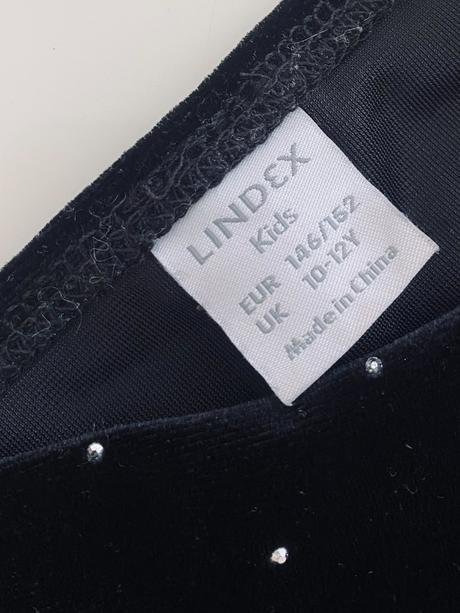 LINDEX
Kids
EUR 146/152
UK 10-12Y
Made in China